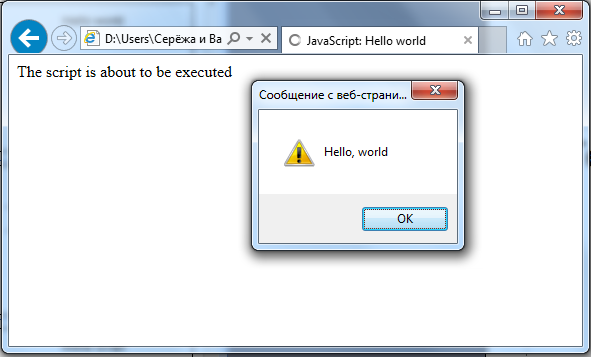 D:\Users\Серёжа и Ва
JavaScript: Hello world
The script is about to be executed
Сообщение с веб-страни...
Hello, world
OK